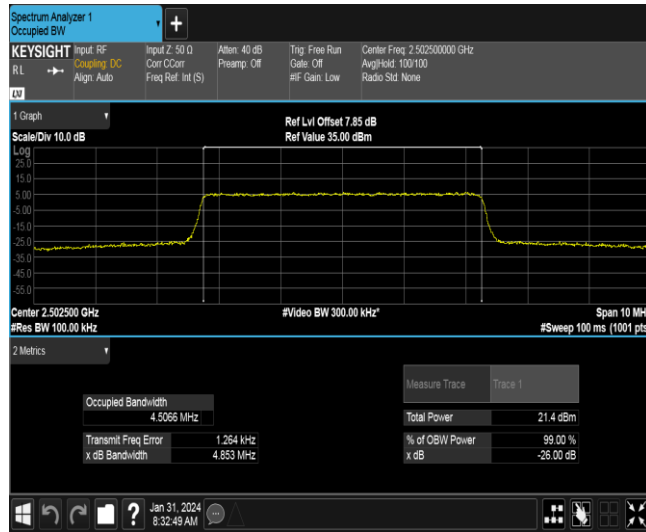 Spectrum Analyzer 1
Occupied BW
+
KEYSIGHT
RL
LXI
Input: RF
Coupling: DC
Align: Auto
Input Z: 50 Ω
Corr CCorr
Freq Ref: Int (S)
Atten: 40 dB
Preamp: Off
Trig: Free Run
Gate: Off
#IF Gain: Low
Center Freq: 2.502500000 GHz
Avg|Hold: 100/100
Radio Std: None
1 Graph
Scale/Div 10.0 dB
Ref Lvl Offset 7.85 dB
Ref Value 35.00 dBm
Log
25.0
15.0
5.00
-5.00
-15.0
-25.0
-35.0
-45.0
-55.0
Center 2.502500 GHz
#Res BW 100.00 kHz
#Video BW 300.00 kHz*
Span 10 MH
#Sweep 100 ms (1001 pts
2 Metrics
Measure Trace Trace 1
Occupied Bandwidth
4.5066 MHz
Total Power 21.4 dBm
Transmit Freq Error 1.264 kHz
% of OBW Power 99.00 %
x dB Bandwidth 4.853 MHz
x dB -26.00 dB
?
Jan 31, 2024
8:32:49 AM